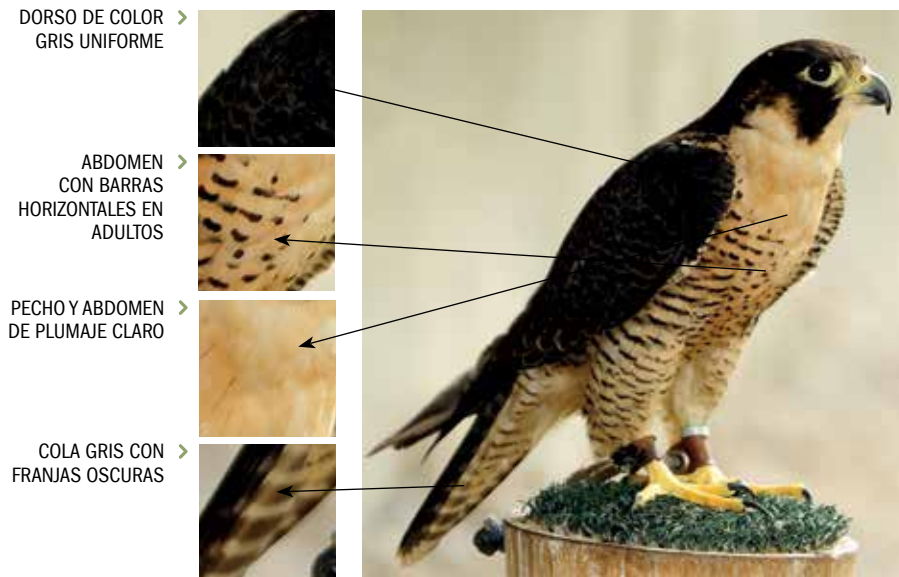 DORSO DE COLOR
GRIS UNIFORME
ABDOMEN
CON BARRAS
HORIZONTALES EN
ADULTOS
PECHO Y ABDOMEN
DE PLUMAJE CLARO
COLA GRIS CON
FRANJAS OSCURAS